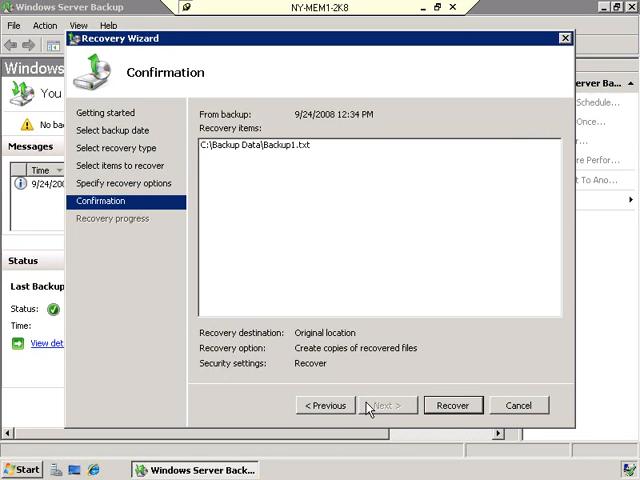 Windows Server Backup
NY-MEM1-2K8
File Action View Help
Recovery Wizard
Windows
Confirmation
You
No ba
Messages
Time
9/24/200
Status
Last Backup
Status:
Time:
View det
Getting started
Select backup date
Select recovery type
Select items to recover
Specify recovery options
Confirmation
Recovery progress
From backup: 9/24/2008 12:34 PM
Recovery items:
C:\Backup Data\Backup1.txt
Recovery destination: Original location
Recovery option: Create copies of recovered files
Security settings: Recover
< Previous
Next >
Recover
Cancel
erver Ba...
Schedule...
Once...
...
re Perfor...
t To Ano...
Start
Windows Server Back...